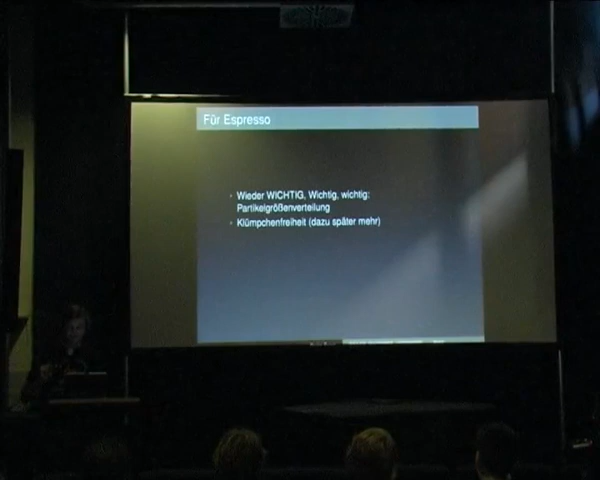 Für Espresso
Wieder WICHTIG, Wichtig, wichtig:
Partikelgrößenverteilung
Klümpchenfreiheit (dazu später mehr)